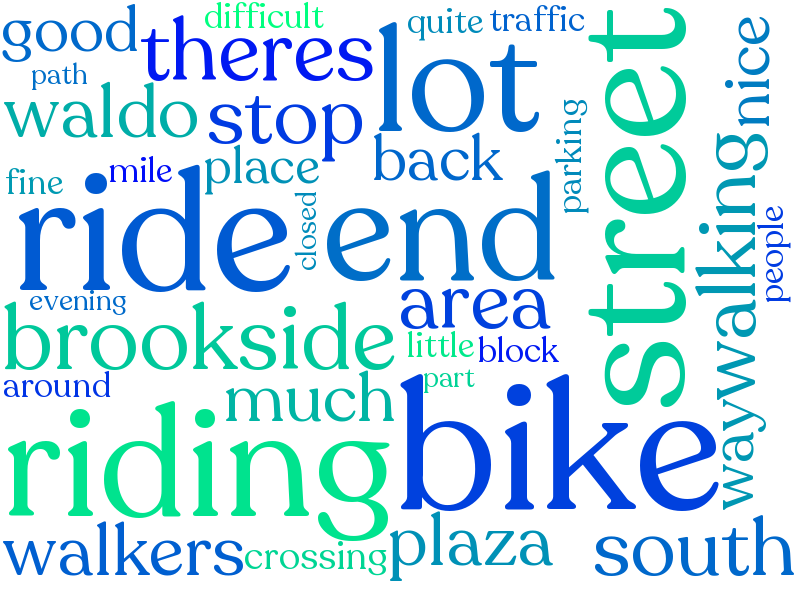 good
difficult
quite
traffic
theres
path
lot
street
nice
waldo
stop
back
parking
fine
mile
place
closed
walking
people
ride
end
evening
area
brookside
little
block
around
much
part
way
riding
bike
walkers
crossing
plaza
south